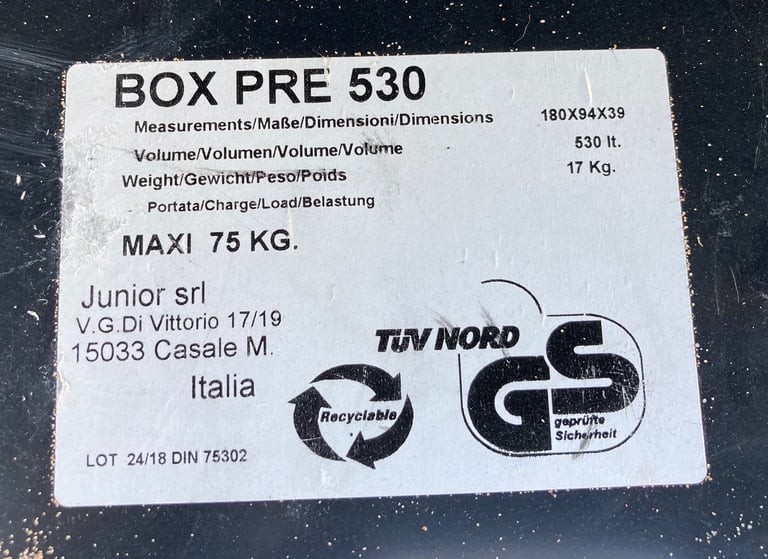 BOX PRE 530
Measurements/Maße/Dimensioni/Dimensions 180X94X39
Volume/Volumen/Volume/Volume 530 lt.
Weight/Gewicht/Peso/Poids 17 Kg.
Portata/Charge/Load/Belastung
MAXI 75 KG.
Junior srl
V.G.Di Vittorio 17/19
15033 Casale M.
Italia
TÜV NORD
GS
geprüfte
Sicherheit
Recyclable
LOT 24/18 DIN 75302